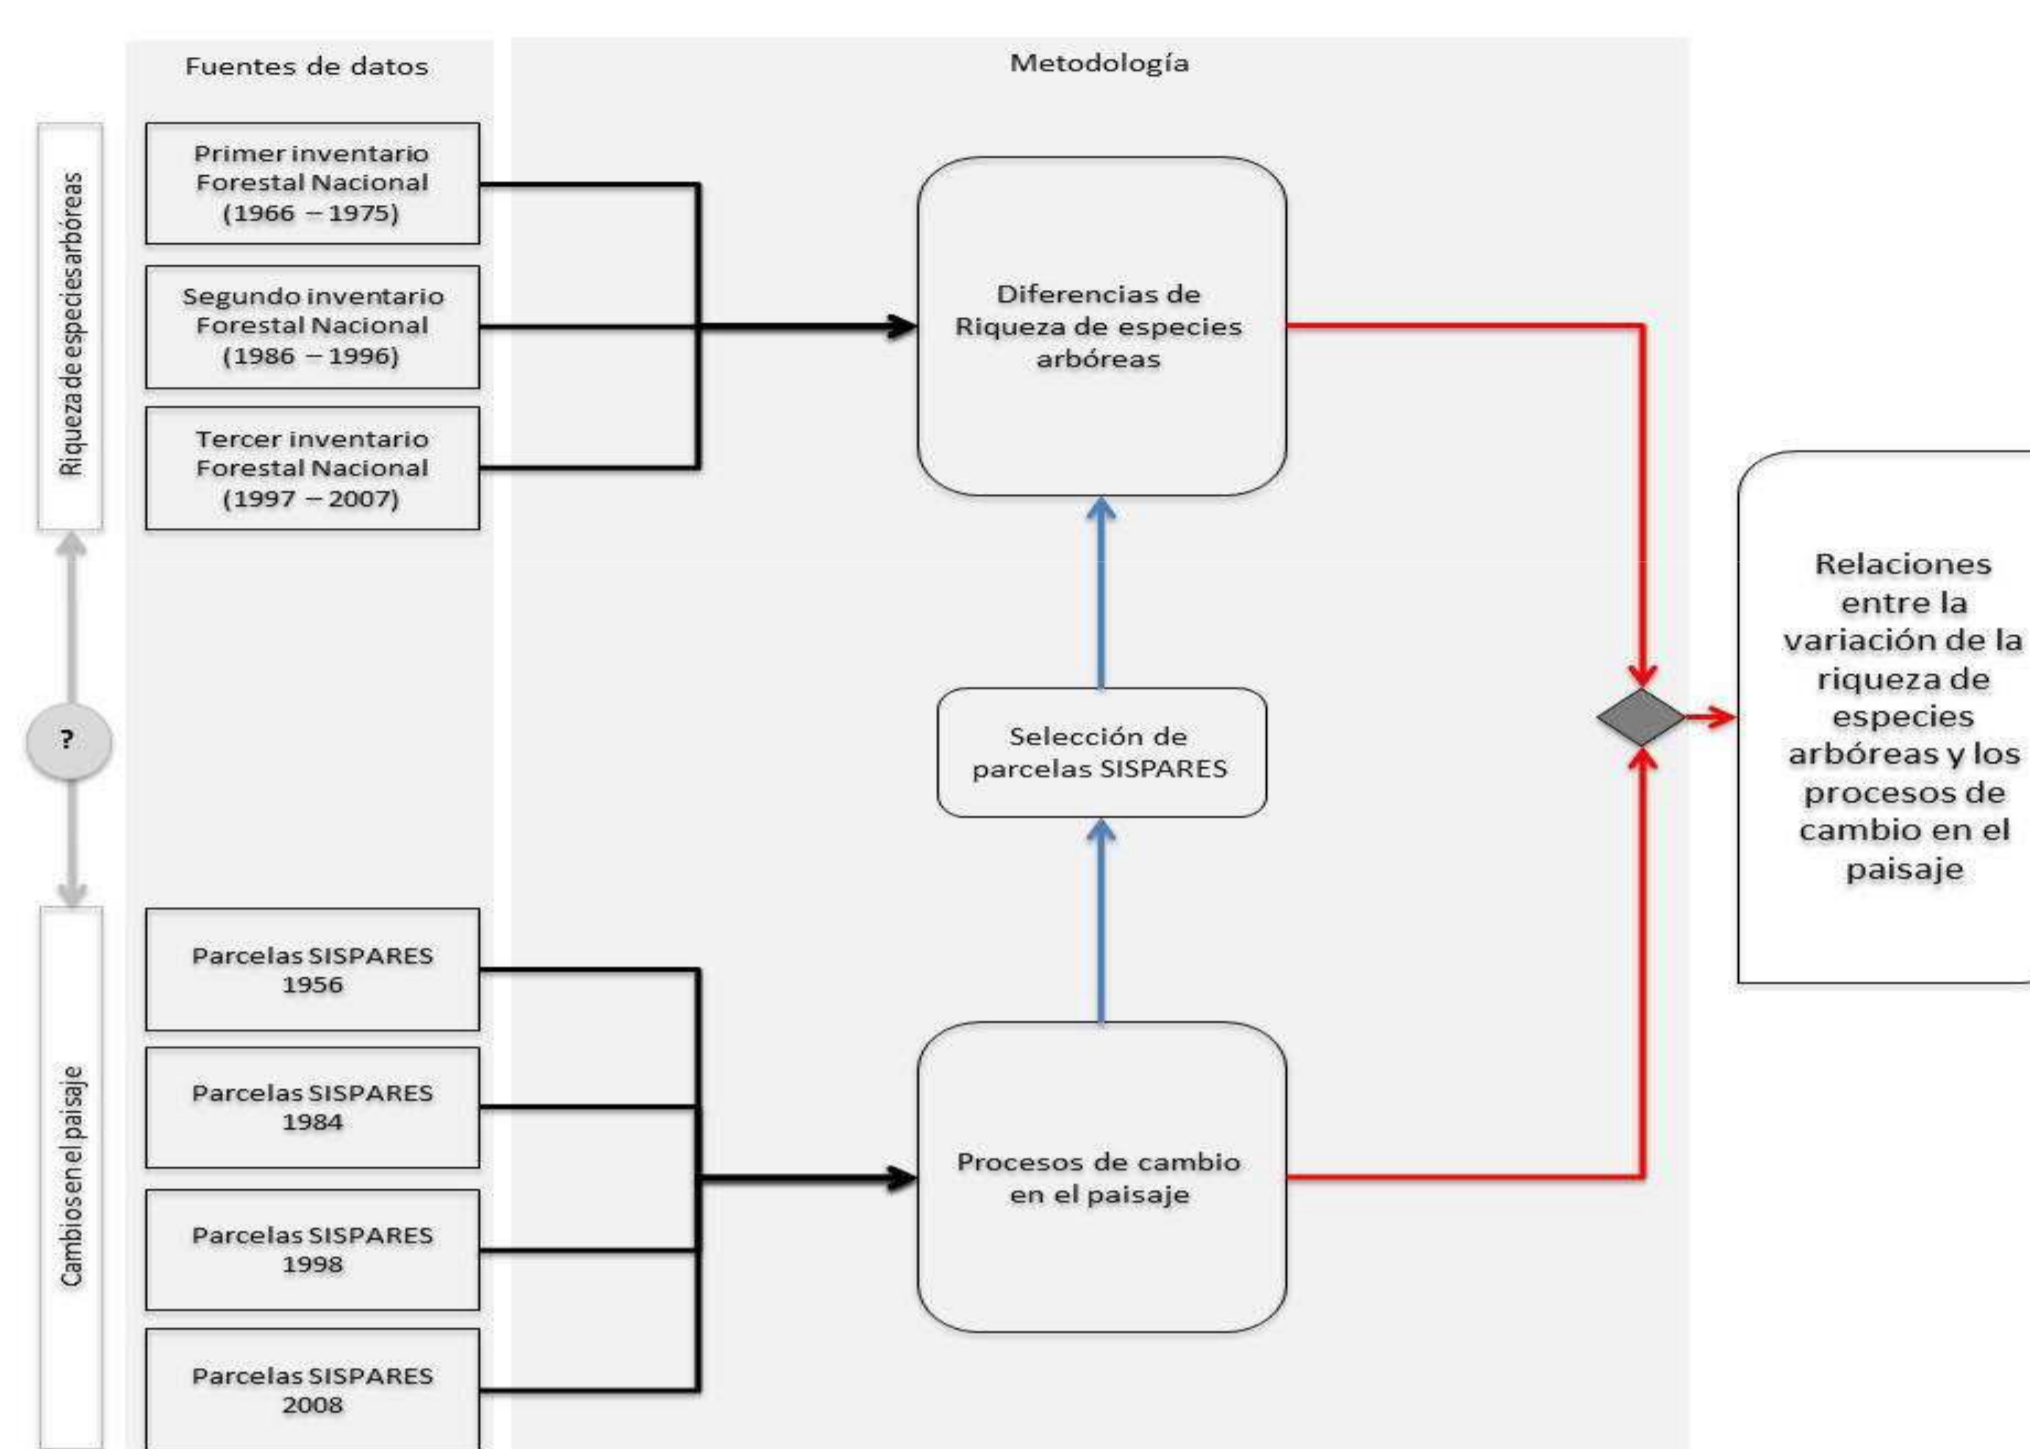 Fuentes de datos
Metodología
Riqueza de especies arbóreas
Primer inventario
Forestal Nacional
(1966 – 1975)
Segundo inventario
Forestal Nacional
(1986 – 1996)
Tercer inventario
Forestal Nacional
(1997 – 2007)
Diferencias de
Riqueza de especies
arbóreas
?
Selección de
parcelas SISPARES
Relaciones
entre la
variación de la
riqueza de
especies
arbóreas y los
procesos de
cambio en el
paisaje
Cambios en el paisaje
Parcelas SISPARES
1956
Parcelas SISPARES
1984
Parcelas SISPARES
1998
Parcelas SISPARES
2008
Procesos de cambio
en el paisaje